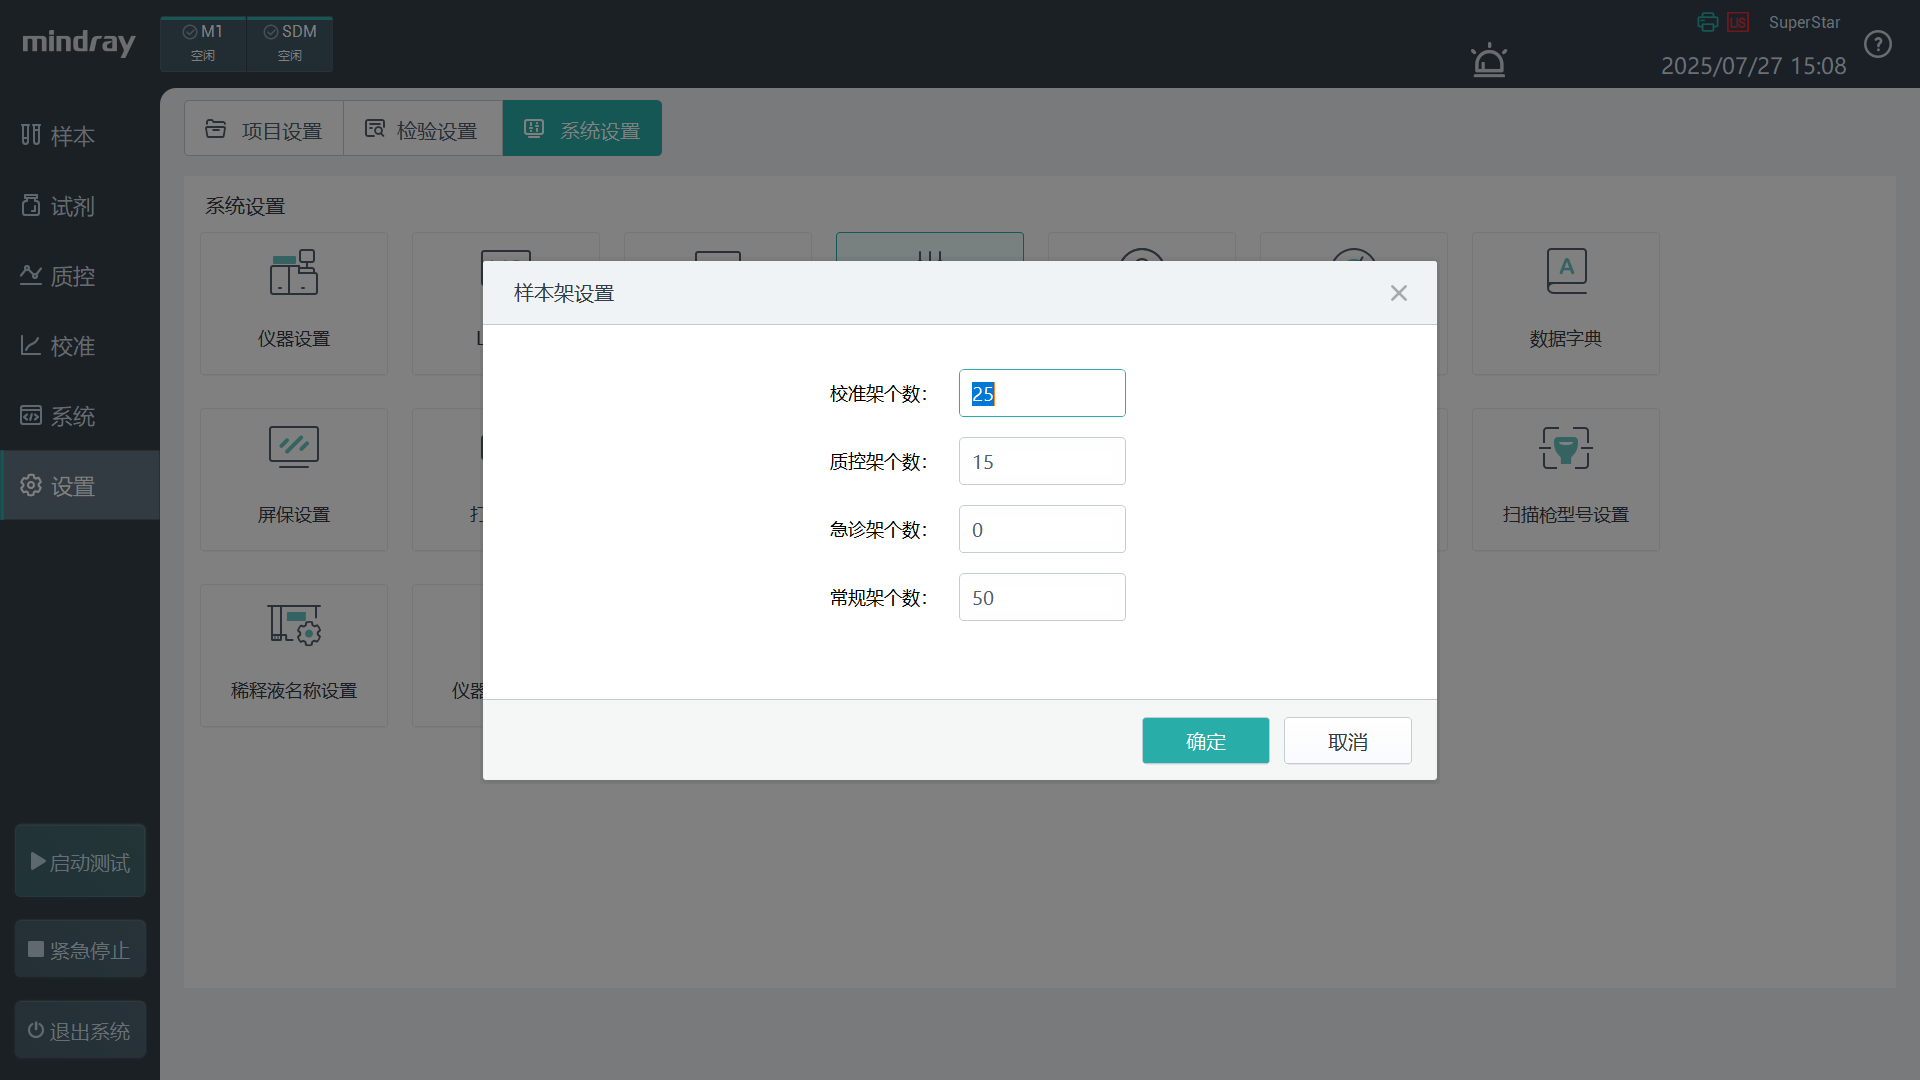 mindray
M1
空闲
SDM
空闲
LIS
SuperStar
2025/07/27 15:08
样本
试剂
质控
校准
系统
设置
启动测试
紧急停止
退出系统
项目设置
检验设置
系统设置
系统设置
仪器设置
L
数据字典
屏保设置
打
扫描枪型号设置
稀释液名称设置
仪器
样本架设置
校准架个数：
25
质控架个数：
15
急诊架个数：
0
常规架个数：
50
确定
取消